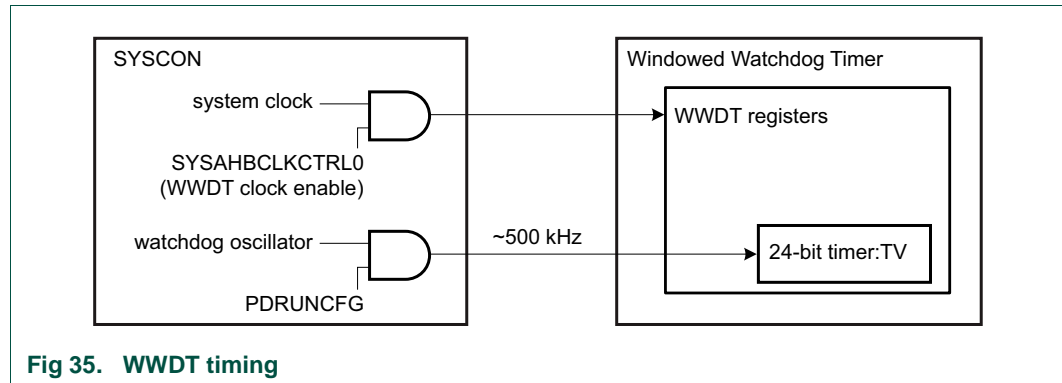 SYSCON
system clock
SYSAHBCLKCTRL0
(WWDT clock enable)
watchdog oscillator
PDRUNCFG
~500 kHz
Windowed Watchdog Timer
WWDT registers
24-bit timer:TV
Fig 35. WWDT timing